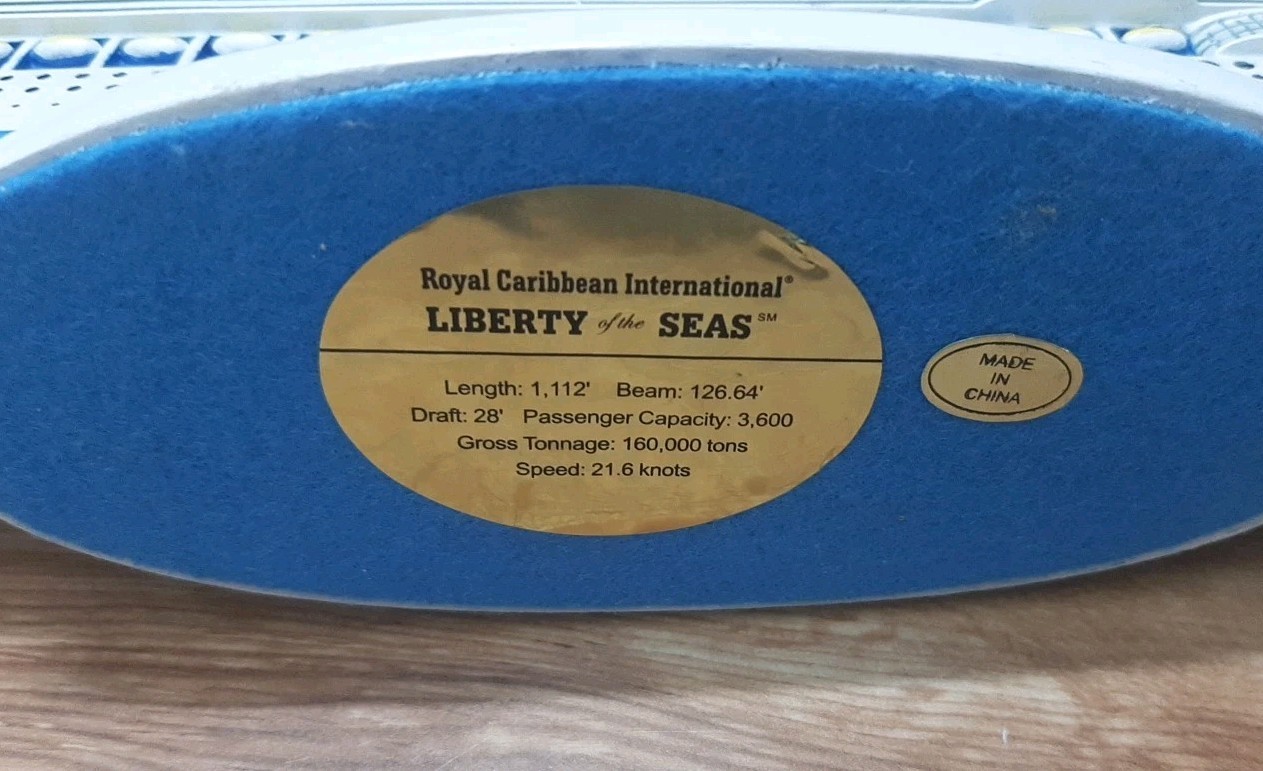 Royal Caribbean International®
LIBERTY of the SEAS℠
Length: 1,112' Beam: 126.64'
Draft: 28' Passenger Capacity: 3,600
Gross Tonnage: 160,000 tons
Speed: 21.6 knots
MADE
IN
CHINA